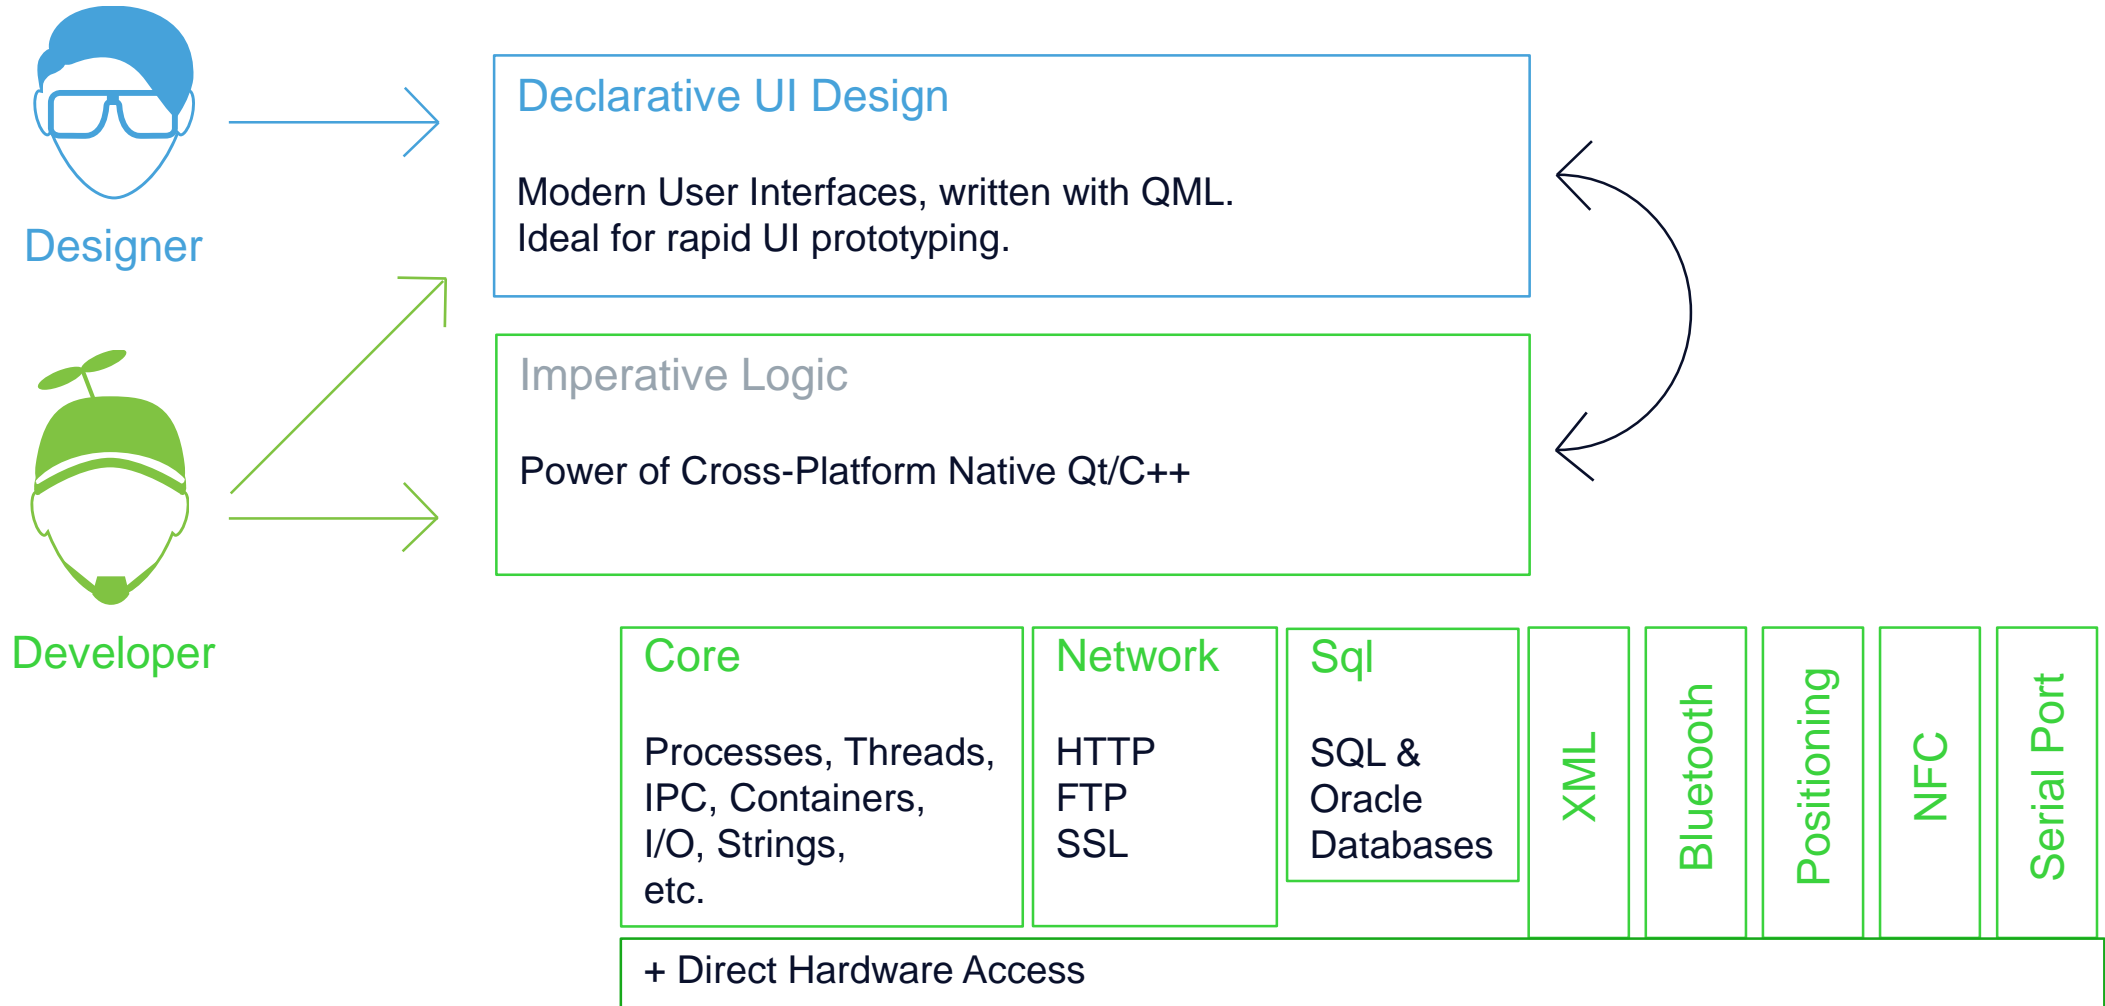 Designer
Declarative UI Design
Modern User Interfaces, written with QML.
Ideal for rapid UI prototyping.
Developer
Imperative Logic
Power of Cross-Platform Native Qt/C++
Core
Processes, Threads,
IPC, Containers,
I/O, Strings,
etc.
Network
HTTP
FTP
SSL
Sql
SQL &
Oracle
Databases
XML
Bluetooth
Positioning
NFC
Serial Port
+ Direct Hardware Access